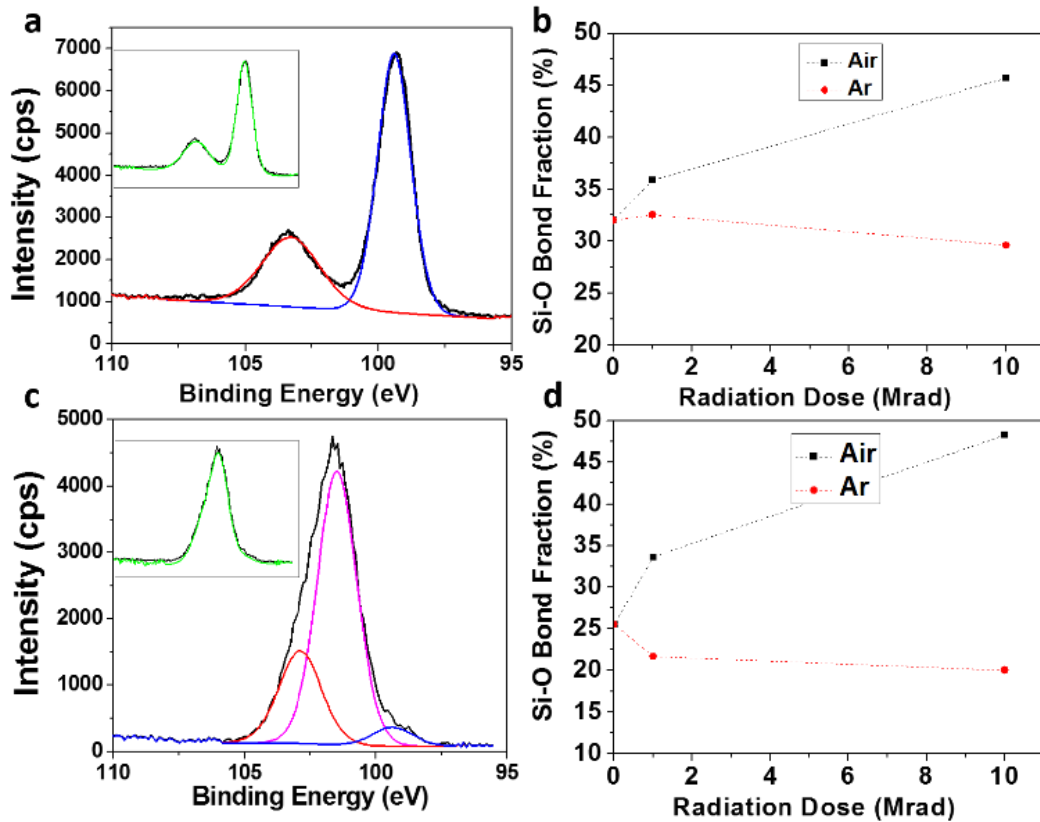 a
Intensity (cps)
7000
6000
5000
4000
3000
2000
1000
0
110 105 100 95
Binding Energy (eV)
b
Si-O Bond Fraction (%)
50
45
40
35
30
25
20
Air
Ar
0 2 4 6 8 10
Radiation Dose (Mrad)
c
Intensity (cps)
5000
4000
3000
2000
1000
0
110 105 100 95
Binding Energy (eV)
d
Si-O Bond Fraction (%)
50
45
40
35
30
25
20
15
10
Air
Ar
0 2 4 6 8 10
Radiation Dose (Mrad)